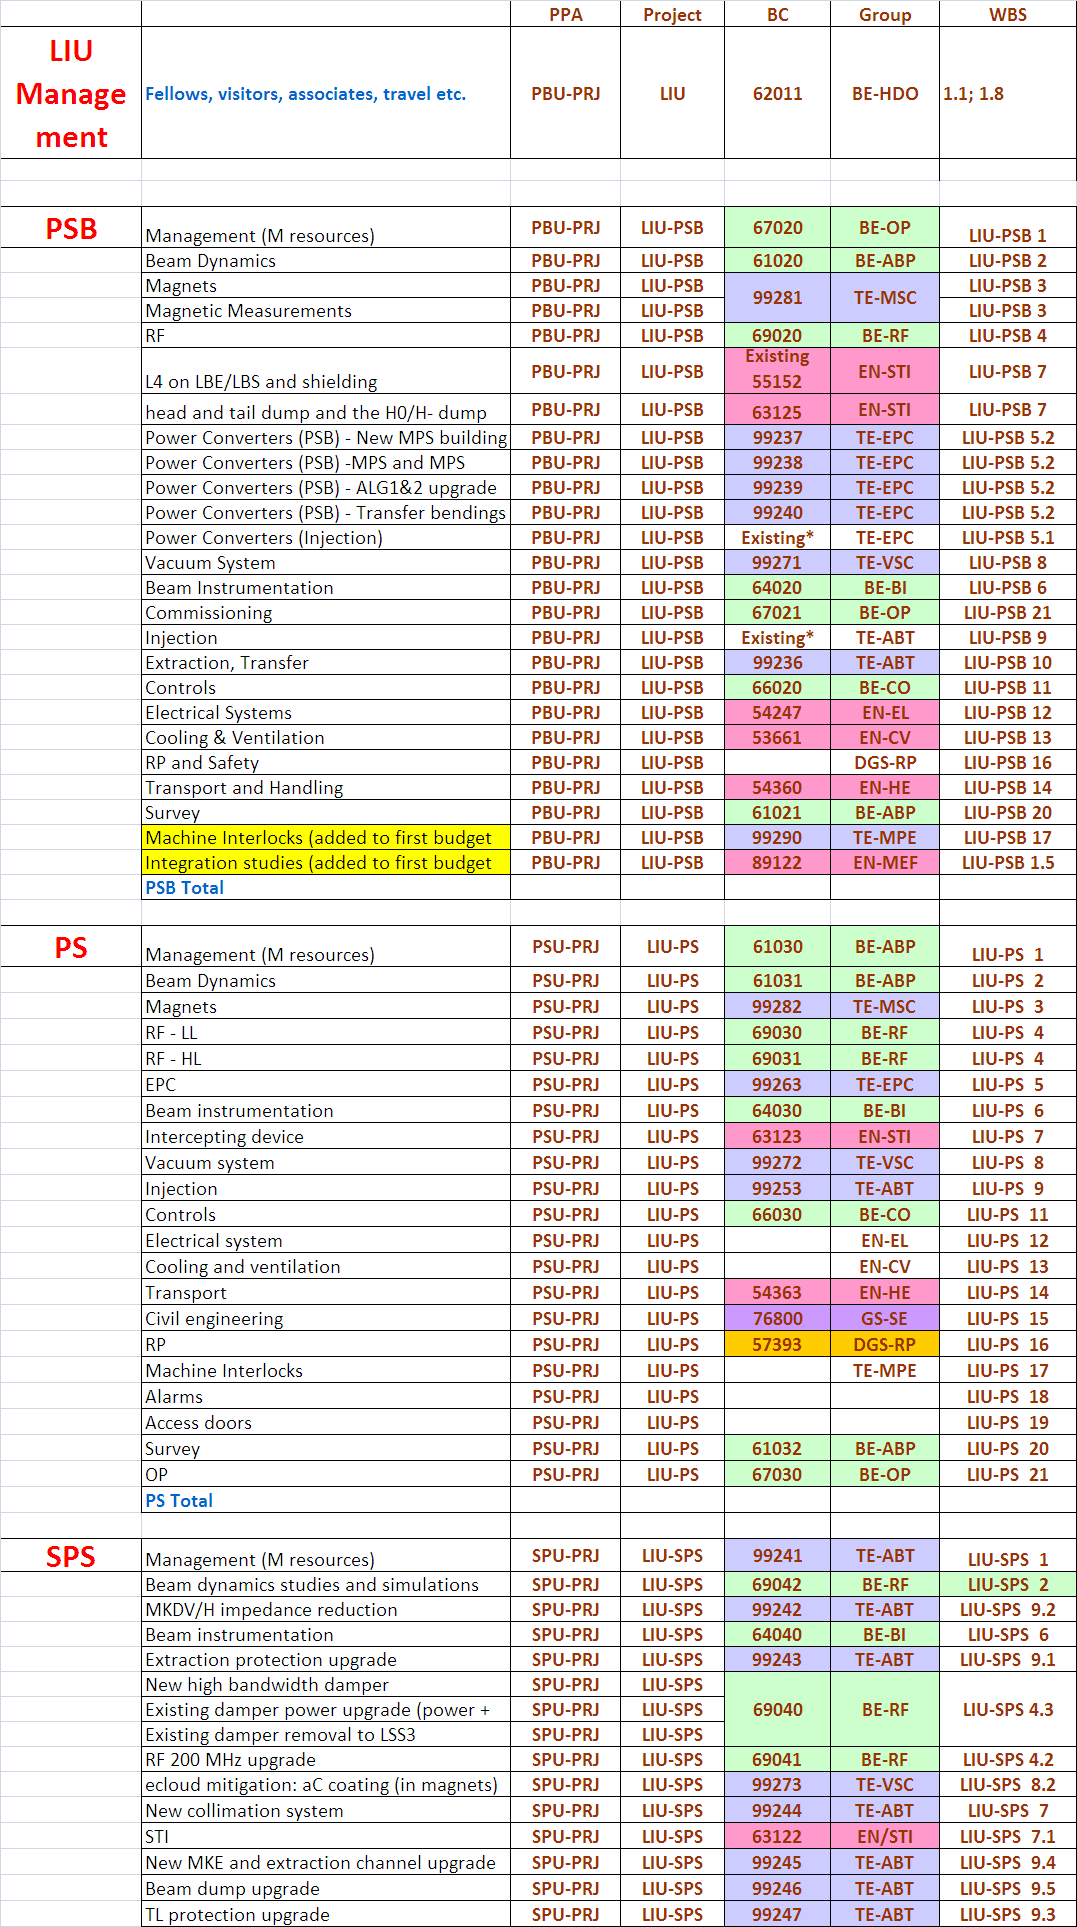 PPA Project BC Group WBS
LIU
Manage
ment
Fellows, visitors, associates, travel etc. PBU-PRJ LIU 62011 BE-HDO 1.1; 1.8
PSB Management (M resources) PBU-PRJ LIU-PSB 67020 BE-OP LIU-PSB 1
Beam Dynamics PBU-PRJ LIU-PSB 61020 BE-ABP LIU-PSB 2
Magnets PBU-PRJ LIU-PSB 99281 TE-MSC LIU-PSB 3
Magnetic Measurements PBU-PRJ LIU-PSB LIU-PSB 3
RF PBU-PRJ LIU-PSB 69020 BE-RF LIU-PSB 4
L4 on LBE/LBS and shielding PBU-PRJ LIU-PSB Existing 55152 EN-STI LIU-PSB 7
head and tail dump and the H0/H- dump PBU-PRJ LIU-PSB 63125 EN-STI LIU-PSB 7
Power Converters (PSB) - New MPS building PBU-PRJ LIU-PSB 99237 TE-EPC LIU-PSB 5.2
Power Converters (PSB) -MPS and MPS PBU-PRJ LIU-PSB 99238 TE-EPC LIU-PSB 5.2
Power Converters (PSB) - ALG1&2 upgrade PBU-PRJ LIU-PSB 99239 TE-EPC LIU-PSB 5.2
Power Converters (PSB) - Transfer bendings PBU-PRJ LIU-PSB 99240 TE-EPC LIU-PSB 5.2
Power Converters (Injection) PBU-PRJ LIU-PSB Existing* TE-EPC LIU-PSB 5.1
Vacuum System PBU-PRJ LIU-PSB 99271 TE-VSC LIU-PSB 8
Beam Instrumentation PBU-PRJ LIU-PSB 64020 BE-BI LIU-PSB 6
Commissioning PBU-PRJ LIU-PSB 67021 BE-OP LIU-PSB 21
Injection PBU-PRJ LIU-PSB Existing* TE-ABT LIU-PSB 9
Extraction, Transfer PBU-PRJ LIU-PSB 99236 TE-ABT LIU-PSB 10
Controls PBU-PRJ LIU-PSB 66020 BE-CO LIU-PSB 11
Electrical Systems PBU-PRJ LIU-PSB 54247 EN-EL LIU-PSB 12
Cooling & Ventilation PBU-PRJ LIU-PSB 53661 EN-CV LIU-PSB 13
RP and Safety PBU-PRJ LIU-PSB DGS-RP LIU-PSB 16
Transport and Handling PBU-PRJ LIU-PSB 54360 EN-HE LIU-PSB 14
Survey PBU-PRJ LIU-PSB 61021 BE-ABP LIU-PSB 20
Machine Interlocks (added to first budget PBU-PRJ LIU-PSB 99290 TE-MPE LIU-PSB 17
Integration studies (added to first budget PBU-PRJ LIU-PSB 89122 EN-MEF LIU-PSB 1.5
PSB Total
PS Management (M resources) PSU-PRJ LIU-PS 61030 BE-ABP LIU-PS 1
Beam Dynamics PSU-PRJ LIU-PS 61031 BE-ABP LIU-PS 2
Magnets PSU-PRJ LIU-PS 99282 TE-MSC LIU-PS 3
RF - LL PSU-PRJ LIU-PS 69030 BE-RF LIU-PS 4
RF - HL PSU-PRJ LIU-PS 69031 BE-RF LIU-PS 4
EPC PSU-PRJ LIU-PS 99263 TE-EPC LIU-PS 5
Beam instrumentation PSU-PRJ LIU-PS 64030 BE-BI LIU-PS 6
Intercepting device PSU-PRJ LIU-PS 63123 EN-STI LIU-PS 7
Vacuum system PSU-PRJ LIU-PS 99272 TE-VSC LIU-PS 8
Injection PSU-PRJ LIU-PS 99253 TE-ABT LIU-PS 9
Controls PSU-PRJ LIU-PS 66030 BE-CO LIU-PS 11
Electrical system PSU-PRJ LIU-PS EN-EL LIU-PS 12
Cooling and ventilation PSU-PRJ LIU-PS EN-CV LIU-PS 13
Transport PSU-PRJ LIU-PS 54363 EN-HE LIU-PS 14
Civil engineering PSU-PRJ LIU-PS 76800 GS-SE LIU-PS 15
RP PSU-PRJ LIU-PS 57393 DGS-RP LIU-PS 16
Machine Interlocks PSU-PRJ LIU-PS TE-MPE LIU-PS 17
Alarms PSU-PRJ LIU-PS LIU-PS 18
Access doors PSU-PRJ LIU-PS LIU-PS 19
Survey PSU-PRJ LIU-PS 61032 BE-ABP LIU-PS 20
OP PSU-PRJ LIU-PS 67030 BE-OP LIU-PS 21
PS Total
SPS Management (M resources) SPU-PRJ LIU-SPS 99241 TE-ABT LIU-SPS 1
Beam dynamics studies and simulations SPU-PRJ LIU-SPS 69042 BE-RF LIU-SPS 2
MKDV/H impedance reduction SPU-PRJ LIU-SPS 99242 TE-ABT LIU-SPS 9.2
Beam instrumentation SPU-PRJ LIU-SPS 64040 BE-BI LIU-SPS 6
Extraction protection upgrade SPU-PRJ LIU-SPS 99243 TE-ABT LIU-SPS 9.1
New high bandwidth damper SPU-PRJ LIU-SPS
Existing damper power upgrade (power + SPU-PRJ LIU-SPS 69040 BE-RF LIU-SPS 4.3
Existing damper removal to LSS3 SPU-PRJ LIU-SPS
RF 200 MHz upgrade SPU-PRJ LIU-SPS 69041 BE-RF LIU-SPS 4.2
ecloud mitigation: aC coating (in magnets) SPU-PRJ LIU-SPS 99273 TE-VSC LIU-SPS 8.2
New collimation system SPU-PRJ LIU-SPS 99244 TE-ABT LIU-SPS 7
STI SPU-PRJ LIU-SPS 63122 EN/STI LIU-SPS 7.1
New MKE and extraction channel upgrade SPU-PRJ LIU-SPS 99245 TE-ABT LIU-SPS 9.4
Beam dump upgrade SPU-PRJ LIU-SPS 99246 TE-ABT LIU-SPS 9.5
TL protection upgrade SPU-PRJ LIU-SPS 99247 TE-ABT LIU-SPS 9.3